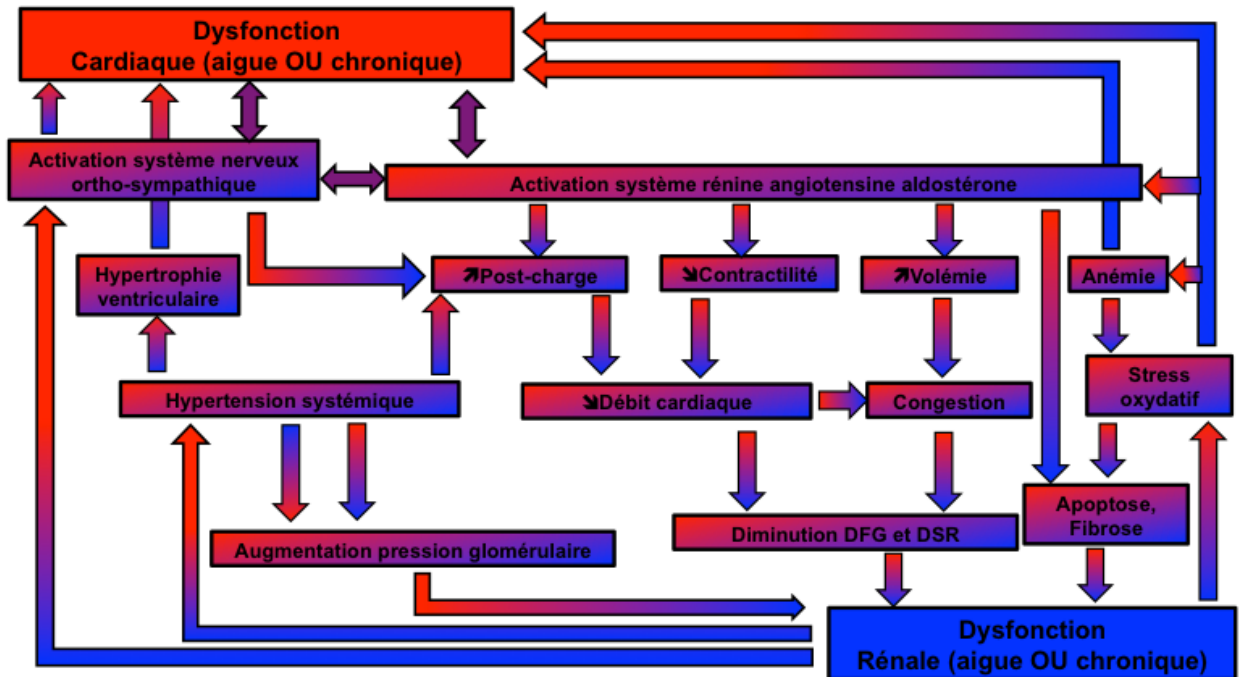 Dysfonction
Cardiaque (aigue OU chronique)
Activation système nerveux
ortho-sympathique
Activation système rénine angiotensine aldostérone
Hypertrophie
ventriculaire
↗Post-charge
↘Contractilité
↗Volémie
Anémie
Hypertension systémique
↘Débit cardiaque
Congestion
Stress
oxydatif
Augmentation pression glomérulaire
Diminution DFG et DSR
Apoptose,
Fibrose
Dysfonction
Rénale (aigue OU chronique)